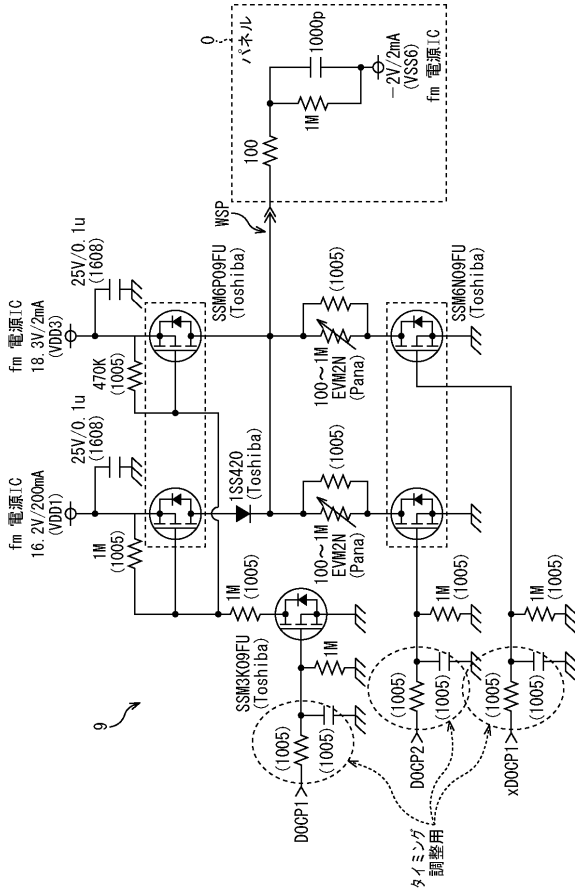 9
fm 電源IC
16.2V/200mA
(VDD1)
fm 電源IC
18.3V/2mA
(VDD3)
25V/0.1u
(1608)
25V/0.1u
(1608)
1M
(1005)
470K
(1005)
SSM6P09FU
(Toshiba)
1SS420
(Toshiba)
WSP
0
パネル
100
1000p
1M
-2V/2mA
(VSS6)
fm 電源IC
1M
(1005)
SSM3K09FU
(Toshiba)
(1005)
100~1M
EVM2N
(Pana)
(1005)
100~1M
EVM2N
(Pana)
SSM6N09FU
(Toshiba)
DOCP1
(1005)
(1005)
1M
DOCP2
(1005)
(1005)
1M
(1005)
xDOCP1
(1005)
(1005)
1M
(1005)
タイミング
調整用